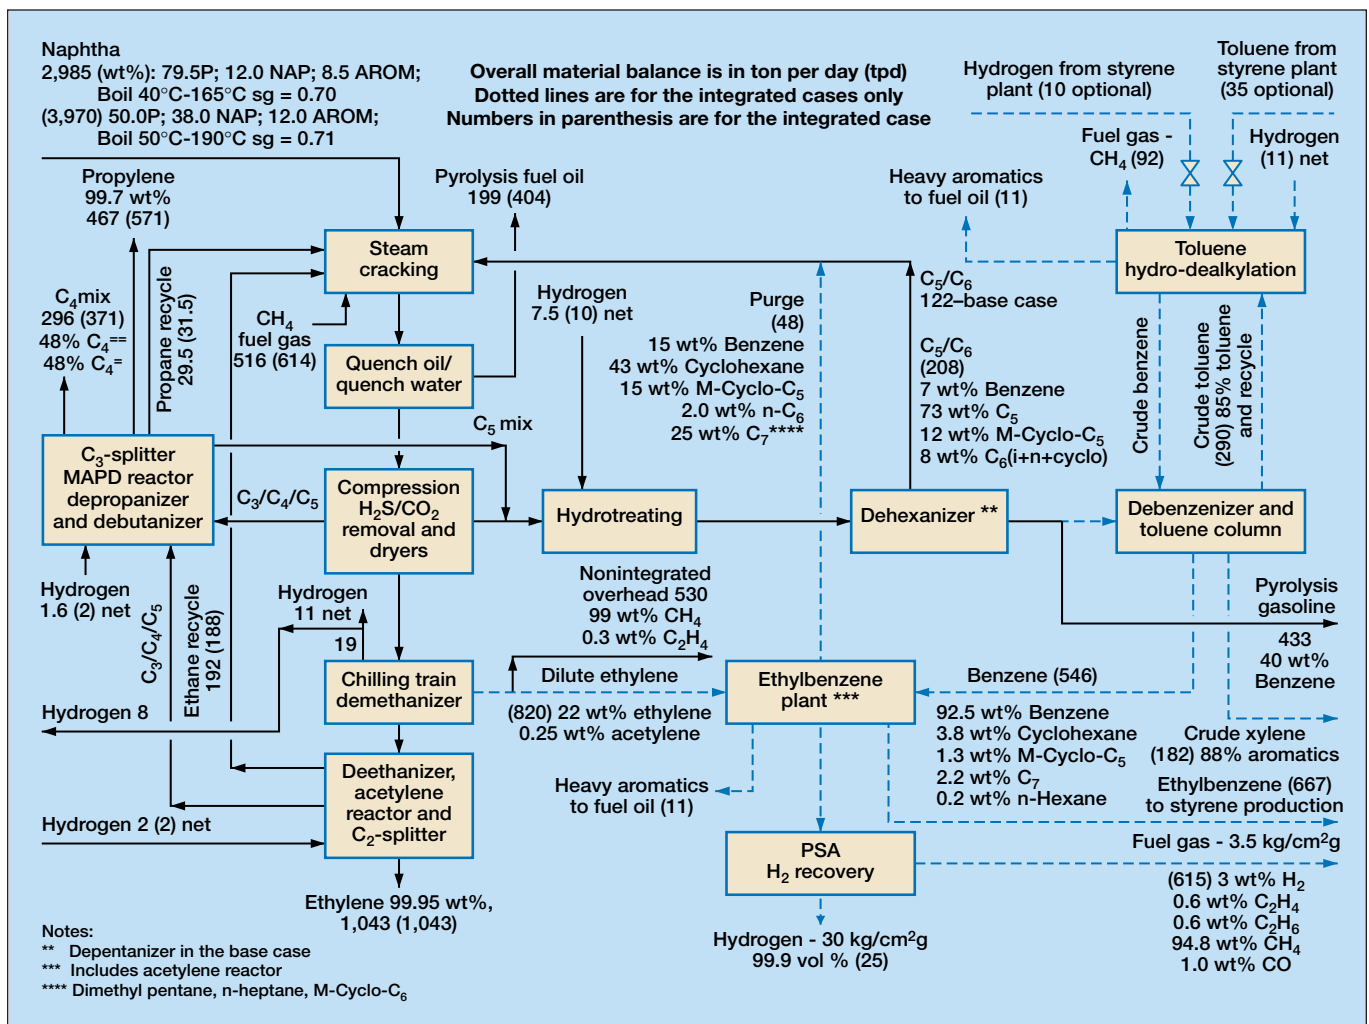 Naphtha
2,985 (wt%): 79.5P; 12.0 NAP; 8.5 AROM;
Boil 40°C-165°C sg = 0.70
(3,970) 50.0P; 38.0 NAP; 12.0 AROM;
Boil 50°C-190°C sg = 0.71
Overall material balance is in ton per day (tpd)
Dotted lines are for the integrated cases only
Numbers in parenthesis are for the integrated case
Hydrogen from styrene
plant (10 optional)
Toluene from
styrene plant
(35 optional)
Fuel gas -
CH₄ (92)
Hydrogen
(11) net
Propylene
99.7 wt%
467 (571)
Pyrolysis fuel oil
199 (404)
Heavy aromatics
to fuel oil (11)
Steam
cracking
Toluene
hydro-dealkylation
C₄mix
296 (371)
48% C₄⁼⁼
48% C₄⁼
Propane recycle
29.5 (31.5)
CH₄
fuel gas
516 (614)
Hydrogen
7.5 (10) net
Purge
(48)
15 wt% Benzene
43 wt% Cyclohexane
15 wt% M-Cyclo-C₅
2.0 wt% n-C₆
25 wt% C₇****
C₅/C₆
122–base case
C₅/C₆
(208)
7 wt% Benzene
73 wt% C₅
12 wt% M-Cyclo-C₅
8 wt% C₆(i+n+cyclo)
Crude benzene
Crude toluene
(290) 85% toluene
and recycle
Quench oil/
quench water
C₅ mix
C₃-splitter
MAPD reactor
depropanizer
and debutanizer
C₃/C₄/C₅
Compression
H₂S/CO₂
removal and
dryers
Hydrotreating
Dehexanizer **
Debenzenizer and
toluene column
Hydrogen
1.6 (2) net
C₃/C₄/C₅
Ethane recycle
192 (188)
Hydrogen
11 net
19
Nonintegrated
overhead 530
99 wt% CH₄
0.3 wt% C₂H₄
Pyrolysis
gasoline
433
40 wt%
Benzene
Chilling train
demethanizer
Dilute ethylene
(820) 22 wt% ethylene
0.25 wt% acetylene
Ethylbenzene
plant ***
Benzene (546)
92.5 wt% Benzene
3.8 wt% Cyclohexane
1.3 wt% M-Cyclo-C₅
2.2 wt% C₇
0.2 wt% n-Hexane
Hydrogen 8
Crude xylene
(182) 88% aromatics
Deethanizer,
acetylene
reactor and
C₂-splitter
Heavy aromatics
to fuel oil (11)
Ethylbenzene (667)
to styrene production
Hydrogen 2 (2) net
PSA
H₂ recovery
Fuel gas - 3.5 kg/cm²g
(615) 3 wt% H₂
0.6 wt% C₂H₄
0.6 wt% C₂H₆
94.8 wt% CH₄
1.0 wt% CO
Ethylene 99.95 wt%,
1,043 (1,043)
Hydrogen - 30 kg/cm²g
99.9 vol % (25)
Notes:
** Depentanizer in the base case
*** Includes acetylene reactor
**** Dimethyl pentane, n-heptane, M-Cyclo-C₆